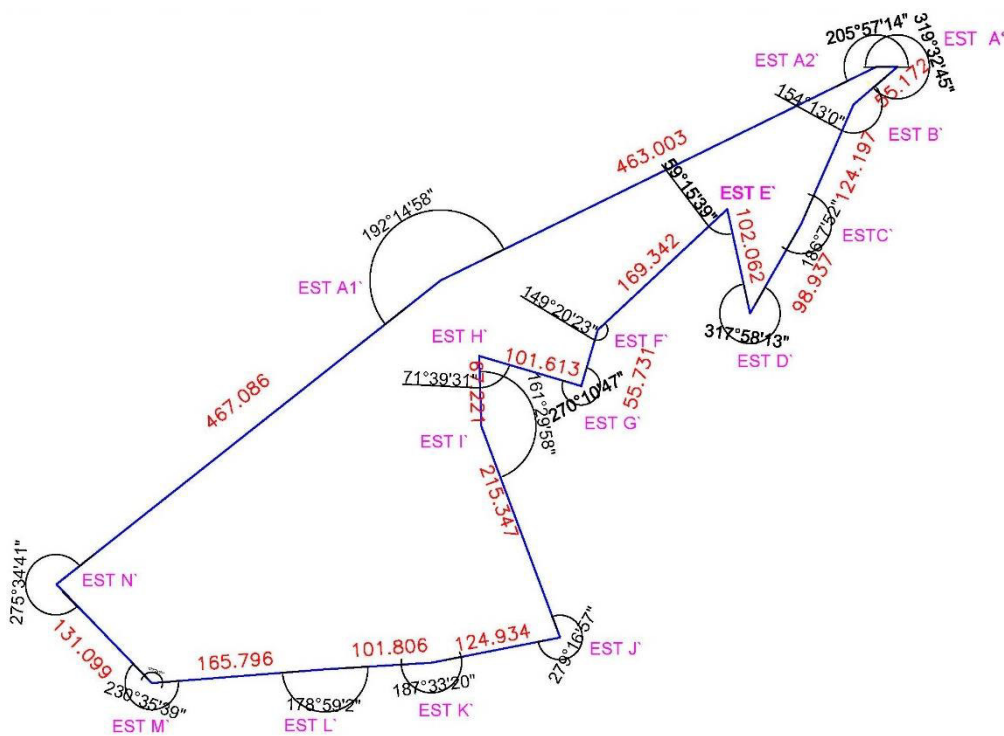 205°57'14"
319°32'45"
EST A'
EST A2`
55.172
154°13'0"
EST B`
124.197
463.003
59°15'39"
EST E`
102.062
186°7'52"
ESTC`
98.937
192°14'58"
169.342
EST A1`
149°20'23"
EST F`
317°58'13"
EST D`
EST H`
101.613
55.731
71°39'31"
67.221
161°29'58"
270°10'47"
EST G`
467.086
EST I`
215.347
275°34'41"
EST N`
279°16'57"
EST J`
131.099
165.796
101.806
124.934
230°35'39"
178°59'2"
187°33'20"
EST M`
EST L`
EST K`